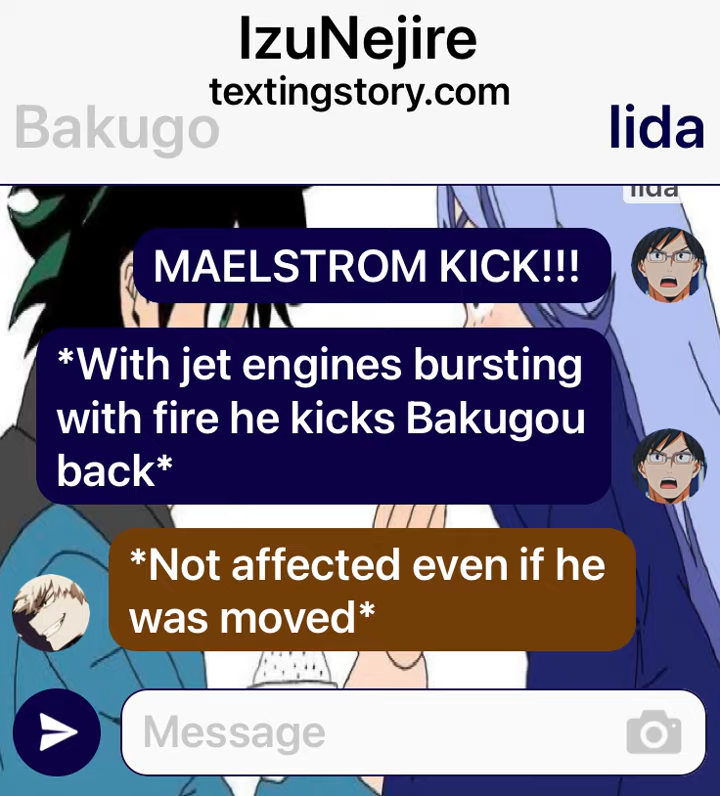 IzuNejire
textingstory.com
Bakugo
Iida
Iida
MAELSTROM KICK!!!
*With jet engines bursting
with fire he kicks Bakugou
back*
*Not affected even if he
was moved*
Message